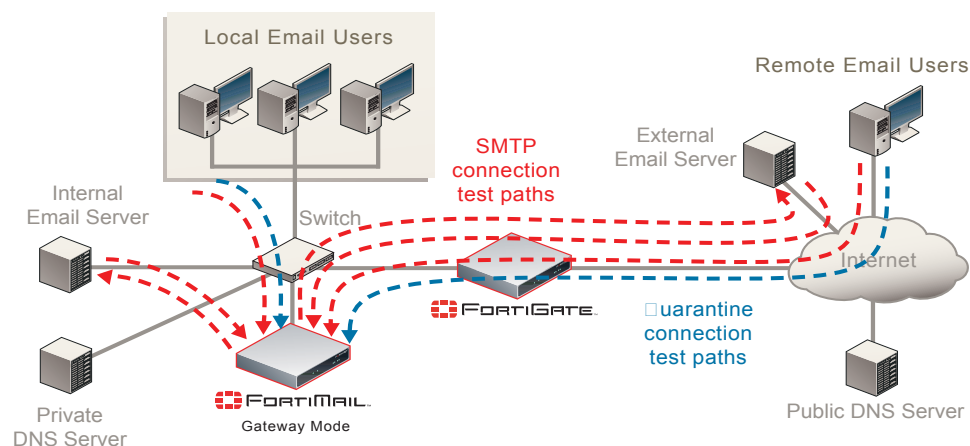 Local Email Users
Remote Email Users
External
Email Server
SMTP
connection
test paths
Internal
Email Server
Switch
Internet
FORTIGATE
□uarantine
connection
test paths
FORTIMAIL
Gateway Mode
Private
DNS Server
Public DNS Server